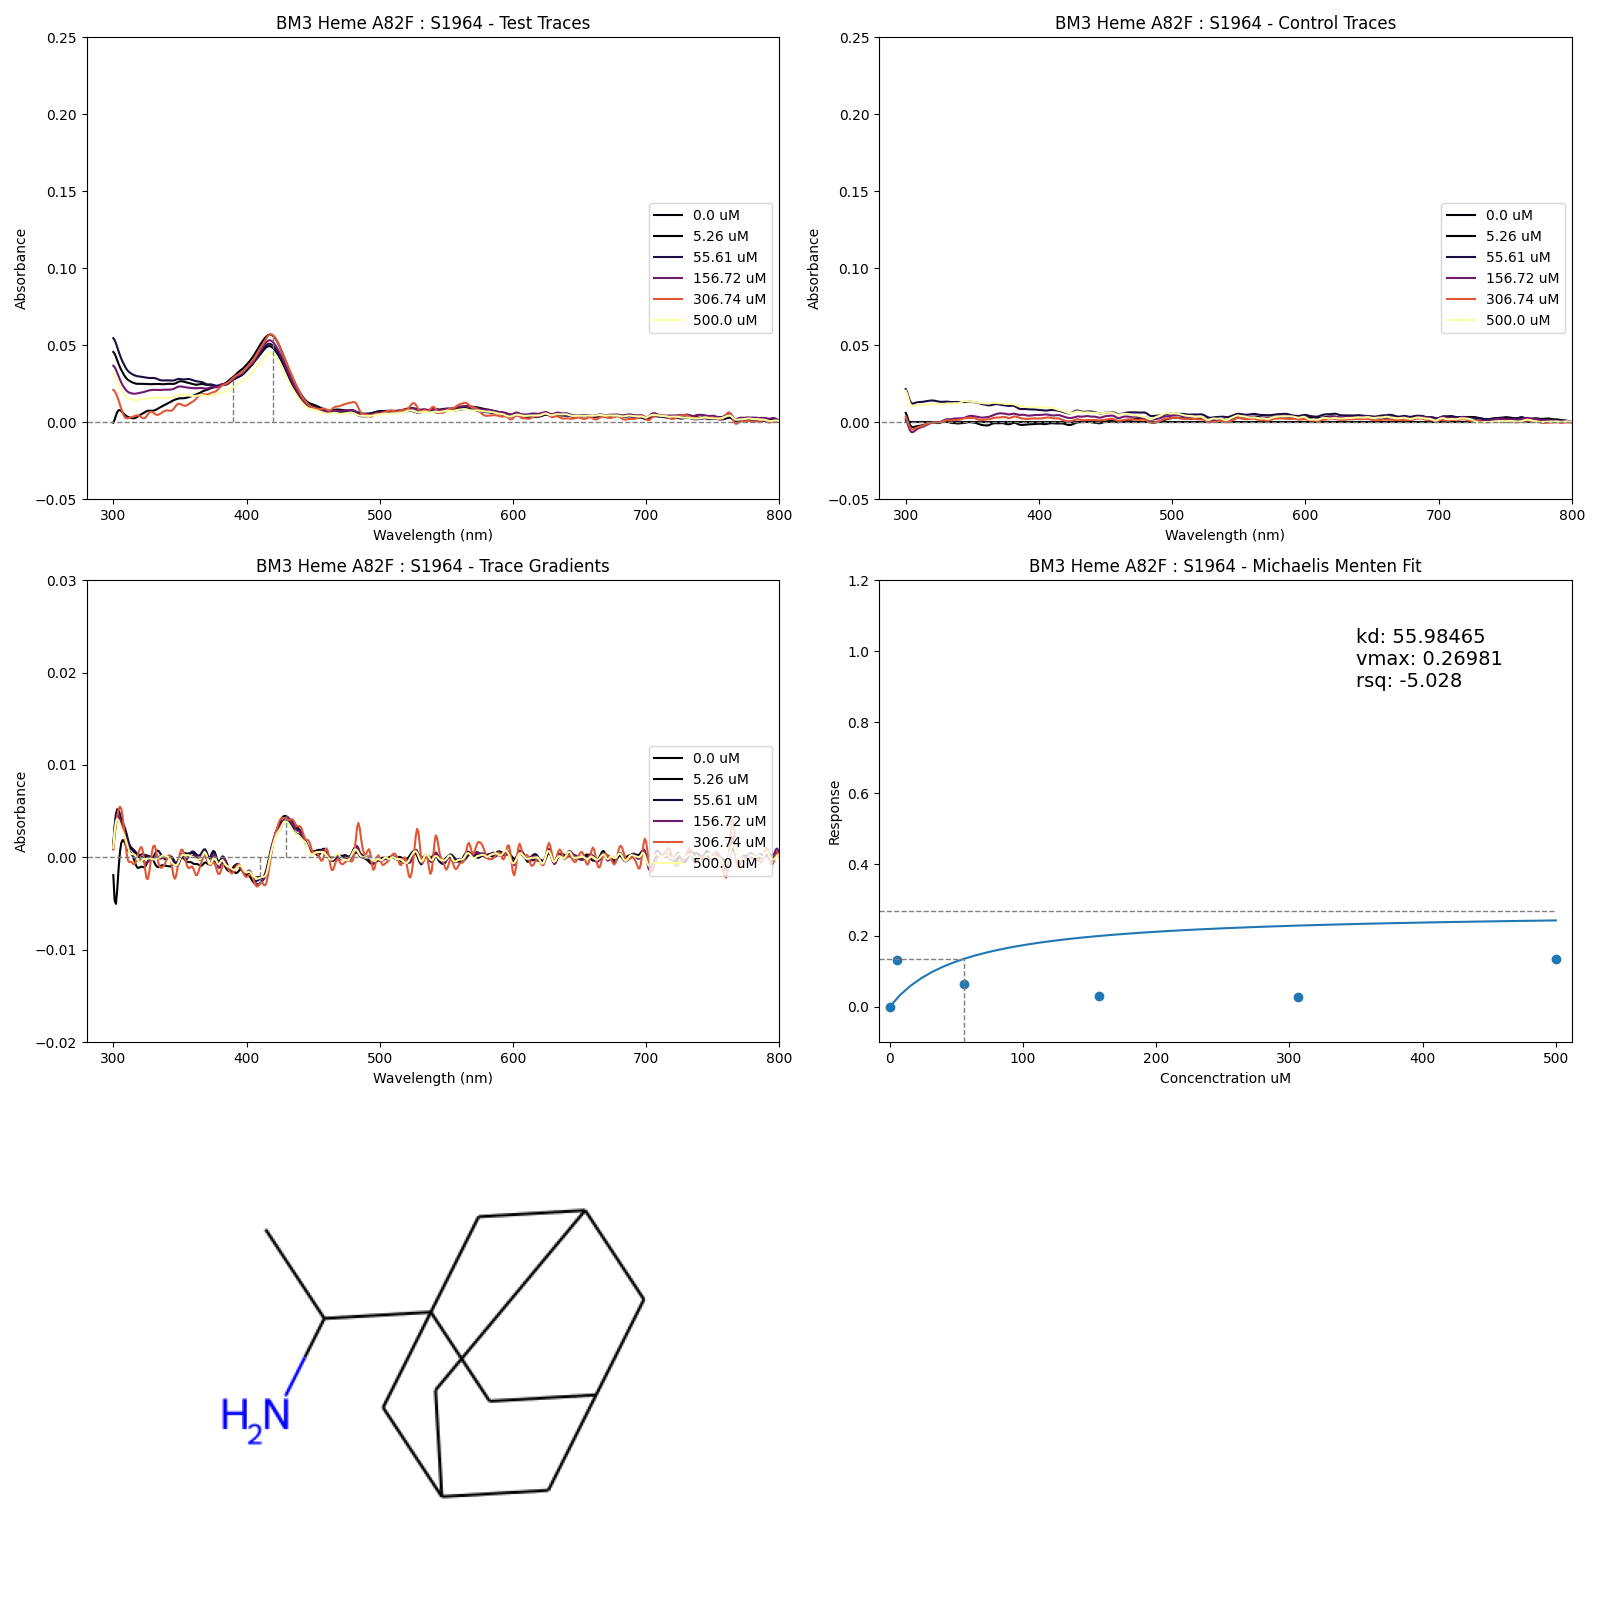 BM3 Heme A82F : S1964 - Test Traces
0.25
0.20
0.15
0.10
0.05
0.00
−0.05
Absorbance
300 400 500 600 700 800
Wavelength (nm)
0.0 uM
5.26 uM
55.61 uM
156.72 uM
306.74 uM
500.0 uM
BM3 Heme A82F : S1964 - Control Traces
0.25
0.20
0.15
0.10
0.05
0.00
−0.05
Absorbance
300 400 500 600 700 800
Wavelength (nm)
0.0 uM
5.26 uM
55.61 uM
156.72 uM
306.74 uM
500.0 uM
BM3 Heme A82F : S1964 - Trace Gradients
0.03
0.02
0.01
0.00
−0.01
−0.02
Absorbance
300 400 500 600 700 800
Wavelength (nm)
0.0 uM
5.26 uM
55.61 uM
156.72 uM
306.74 uM
500.0 uM
BM3 Heme A82F : S1964 - Michaelis Menten Fit
1.2
1.0
0.8
0.6
0.4
0.2
0.0
Response
kd: 55.98465
vmax: 0.26981
rsq: -5.028
0 100 200 300 400 500
Concenctration uM
H2N